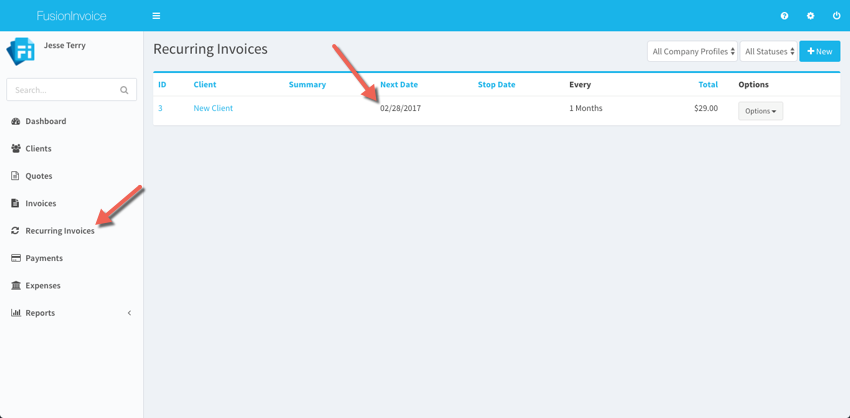 FusionInvoice
Jesse Terry
Search...
Dashboard
Clients
Quotes
Invoices
Recurring Invoices
Payments
Expenses
Reports
Recurring Invoices
All Company Profiles All Statuses + New
ID Client Summary Next Date Stop Date Every Total Options
3 New Client 02/28/2017 1 Months $29.00 Options